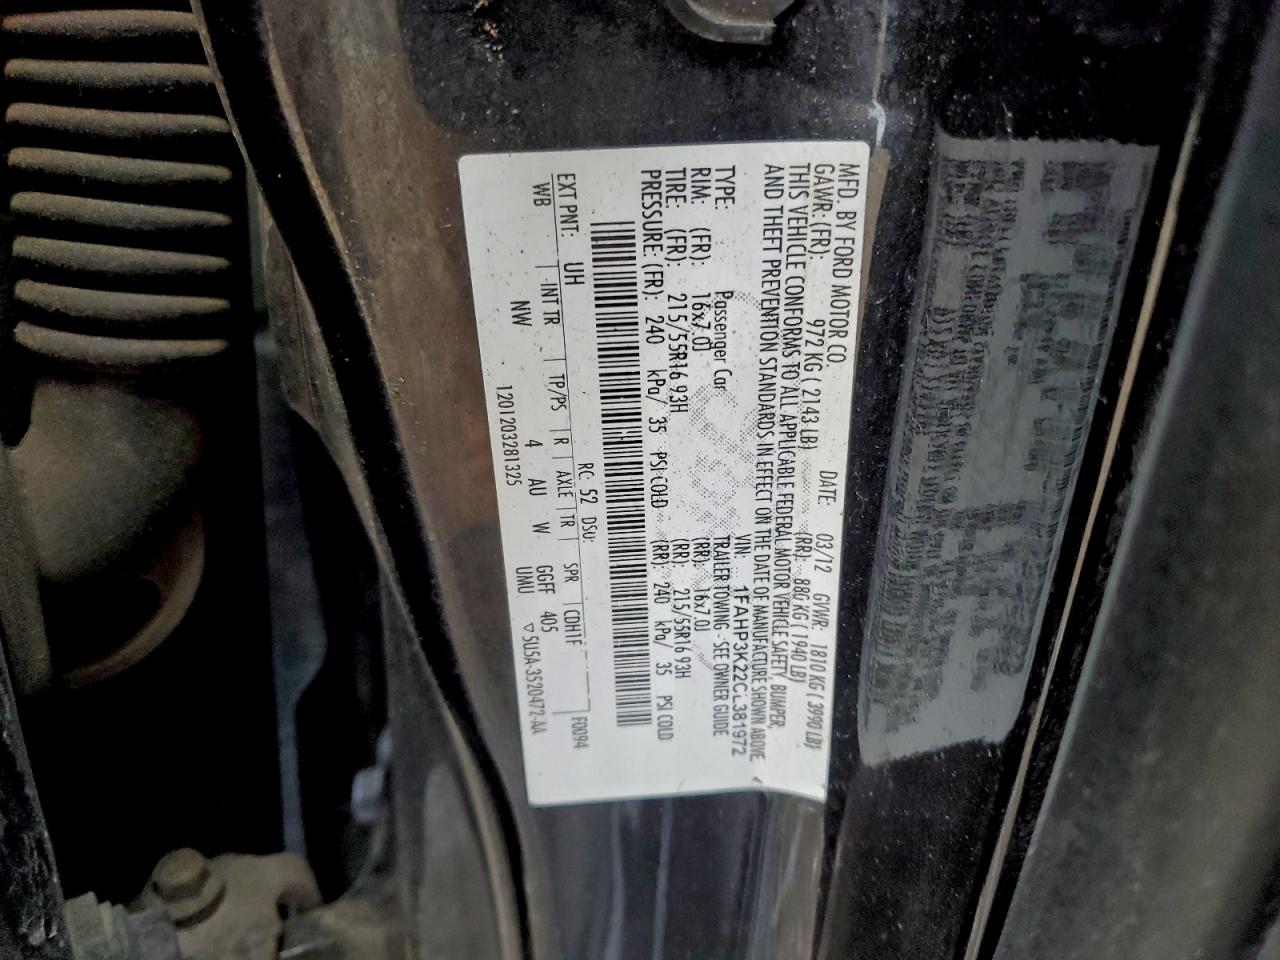 MFD. BY FORD MOTOR CO.
DATE: 03/12 GVWR: 1810 KG ( 3990 LB)
GAWR: (FR): 972 KG ( 2143 LB) (RR): 880 KG ( 1940 LB)
THIS VEHICLE CONFORMS TO ALL APPLICABLE FEDERAL MOTOR VEHICLE SAFETY, BUMPER,
AND THEFT PREVENTION STANDARDS IN EFFECT ON THE DATE OF MANUFACTURE SHOWN ABOVE
VIN: 1FAHP3K22CL381972
TYPE: Passenger Car TRAILER TOWING - SEE OWNER GUIDE
RIM: (FR): 16x7.0J (RR): 16x7.0J
TIRE: (FR): 215/55R16 93H (RR): 215/55R16 93H
PRESSURE: (FR): 240 kPa/ 35 PSI COLD (RR): 240 kPa/ 35 PSI COLD
EXT PNT: UH RC: 52 DSO: F0094
WB INT TR TP/PS R AXLE TR SPR CDH1F
NW 4 AU W GGFF 405
1201203281325 UMU ▽5U5A-3520472-AA